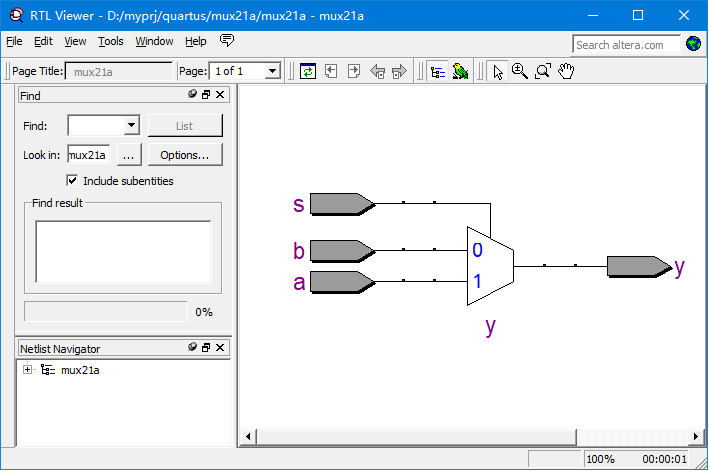 RTL Viewer - D:/myprj/quartus/mux21a/mux21a - mux21a
File Edit View Tools Window Help
Search altera.com
Page Title: mux21a Page: 1 of 1
Find
Find: List
Look in: mux21a ... Options...
Include subentities
Find result
0%
Netlist Navigator
mux21a
s
b 0
a 1
y
y
100% 00:00:01